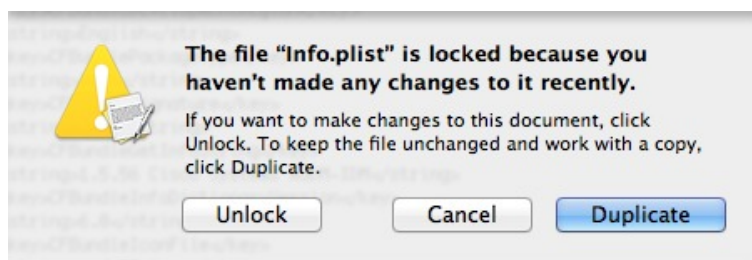 The file “Info.plist” is locked because you
haven't made any changes to it recently.
If you want to make changes to this document, click
Unlock. To keep the file unchanged and work with a copy,
click Duplicate.
Unlock
Cancel
Duplicate